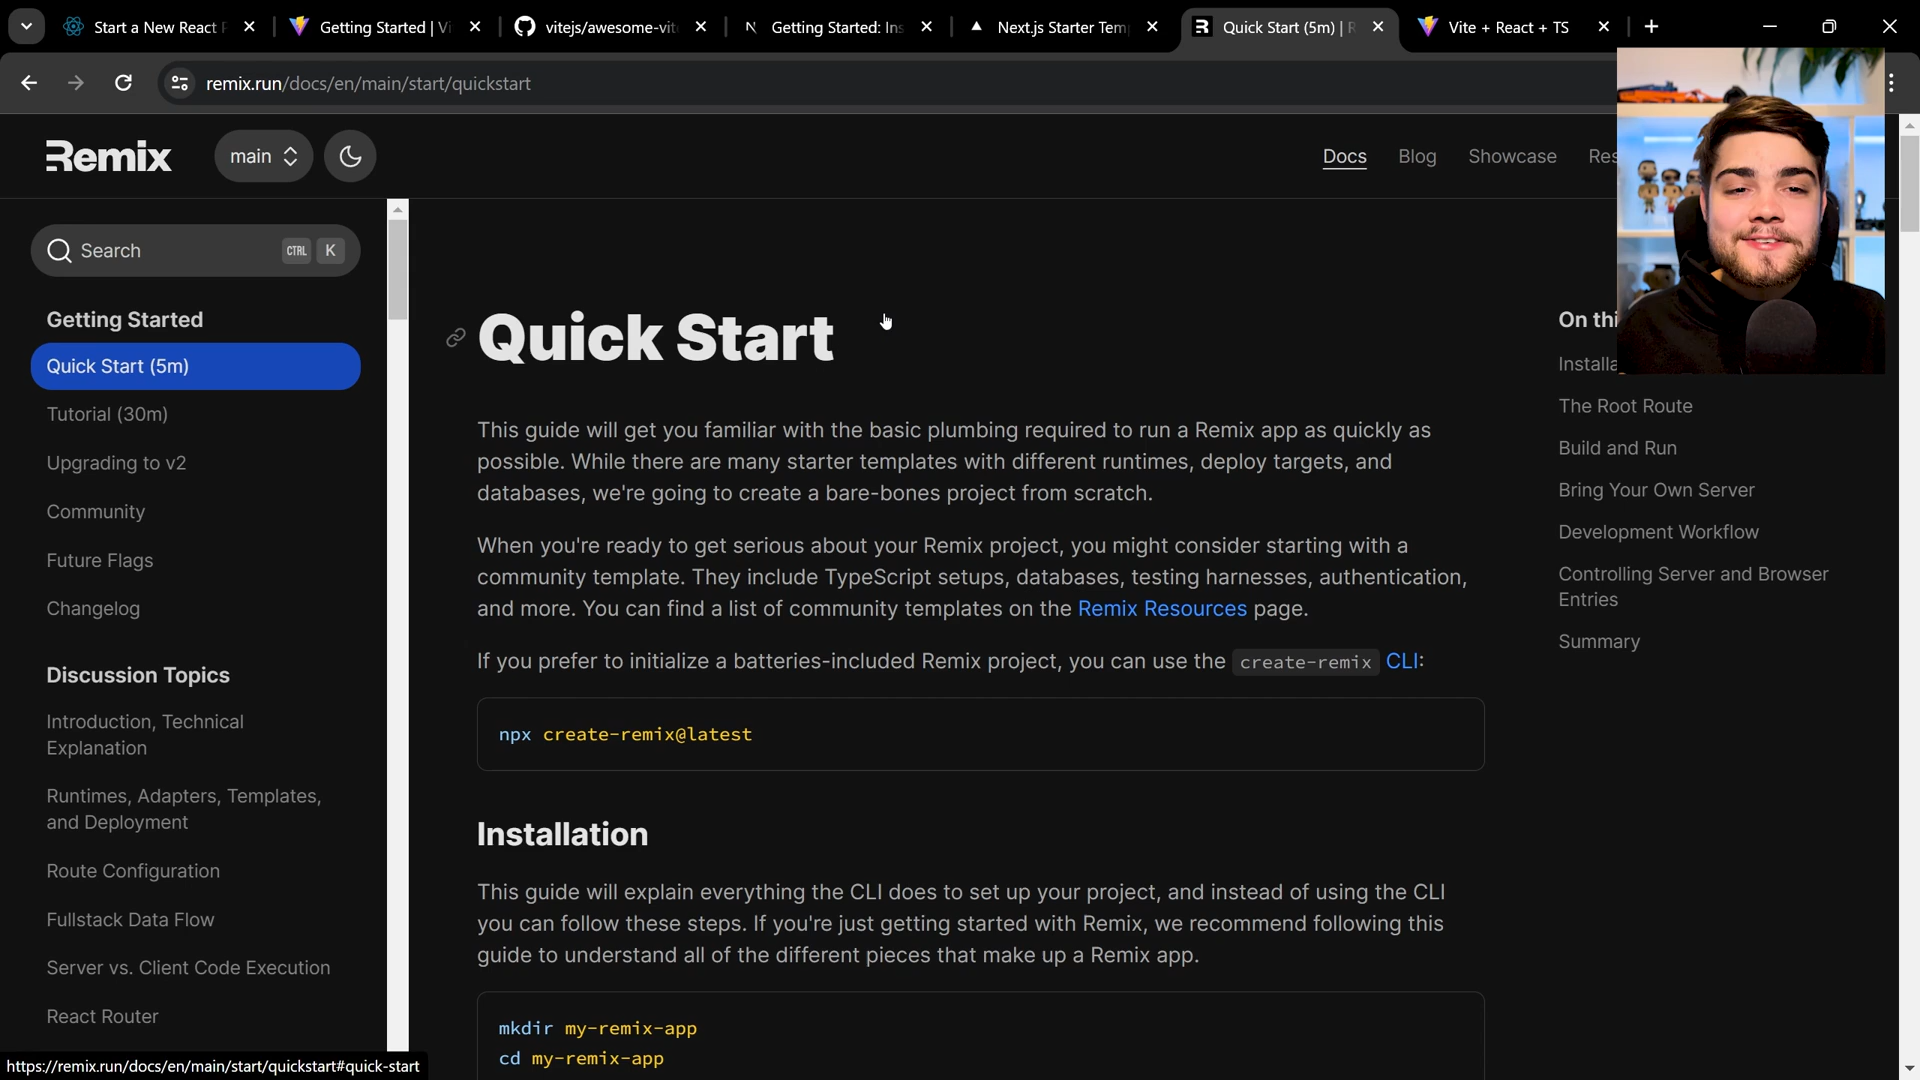 Start a New React P
Getting Started | Vi
vitejs/awesome-vit
Getting Started: Ins
Next.js Starter Tem
Quick Start (5m) | R
Vite + React + TS
remix.run/docs/en/main/start/quickstart
Remix
main
Docs
Blog
Showcase
Res
Search
CTRL K
Getting Started
Quick Start (5m)
Tutorial (30m)
Upgrading to v2
Community
Future Flags
Changelog
Discussion Topics
Introduction, Technical
Explanation
Runtimes, Adapters, Templates,
and Deployment
Route Configuration
Fullstack Data Flow
Server vs. Client Code Execution
React Router
https://remix.run/docs/en/main/start/quickstart#quick-start
Quick Start
This guide will get you familiar with the basic plumbing required to run a Remix app as quickly as
possible. While there are many starter templates with different runtimes, deploy targets, and
databases, we're going to create a bare-bones project from scratch.
When you're ready to get serious about your Remix project, you might consider starting with a
community template. They include TypeScript setups, databases, testing harnesses, authentication,
and more. You can find a list of community templates on the Remix Resources page.
If you prefer to initialize a batteries-included Remix project, you can use the create-remix CLI:
npx create-remix@latest
Installation
This guide will explain everything the CLI does to set up your project, and instead of using the CLI
you can follow these steps. If you're just getting started with Remix, we recommend following this
guide to understand all of the different pieces that make up a Remix app.
mkdir my-remix-app
cd my-remix-app
On thi
Installa
The Root Route
Build and Run
Bring Your Own Server
Development Workflow
Controlling Server and Browser
Entries
Summary